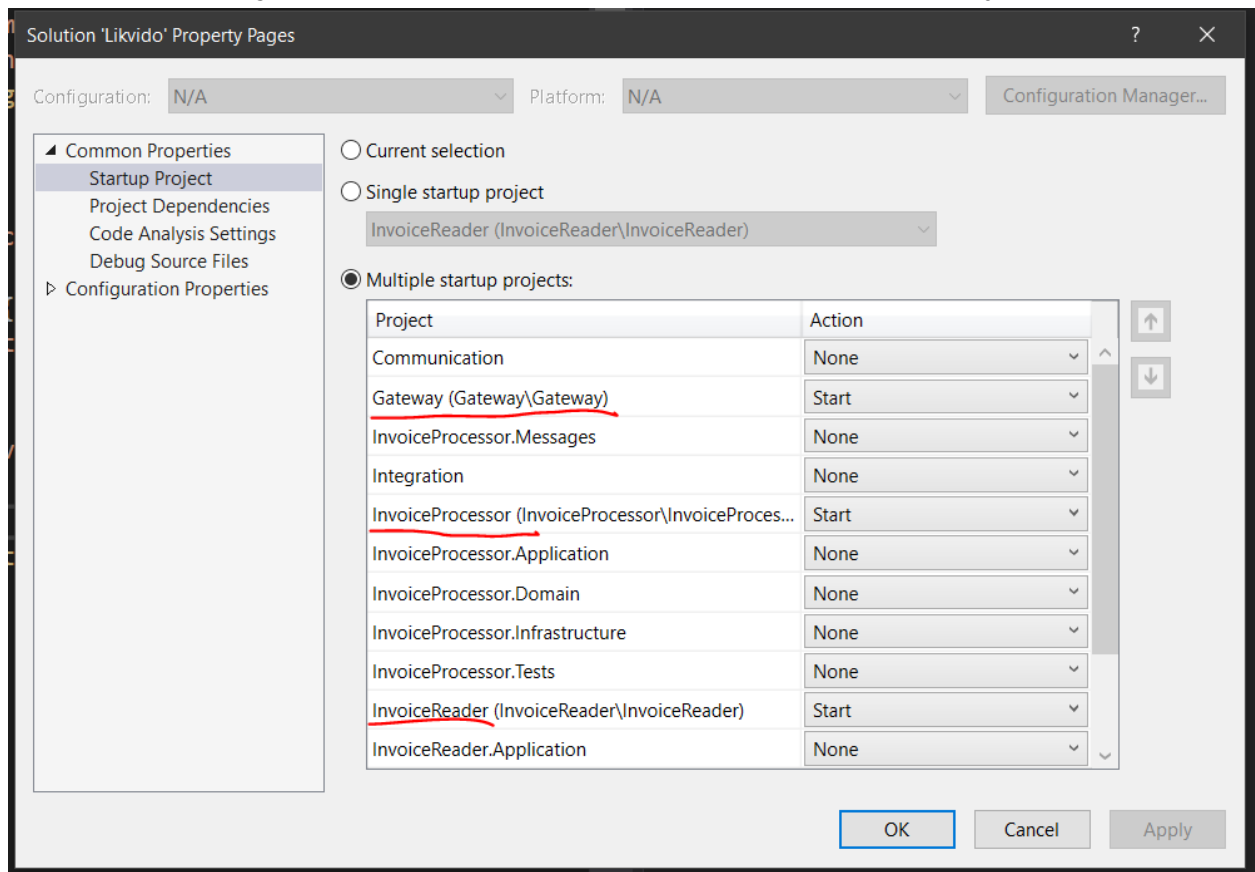 Solution 'Likvido' Property Pages ? ×
Configuration: N/A Platform: N/A Configuration Manager...
Common Properties
Startup Project
Project Dependencies
Code Analysis Settings
Debug Source Files
Configuration Properties
Current selection
Single startup project
InvoiceReader (InvoiceReader\InvoiceReader)
Multiple startup projects:
Project Action
Communication None
Gateway (Gateway\Gateway) Start
InvoiceProcessor.Messages None
Integration None
InvoiceProcessor (InvoiceProcessor\InvoiceProces... Start
InvoiceProcessor.Application None
InvoiceProcessor.Domain None
InvoiceProcessor.Infrastructure None
InvoiceProcessor.Tests None
InvoiceReader (InvoiceReader\InvoiceReader) Start
InvoiceReader.Application None
OK Cancel Apply